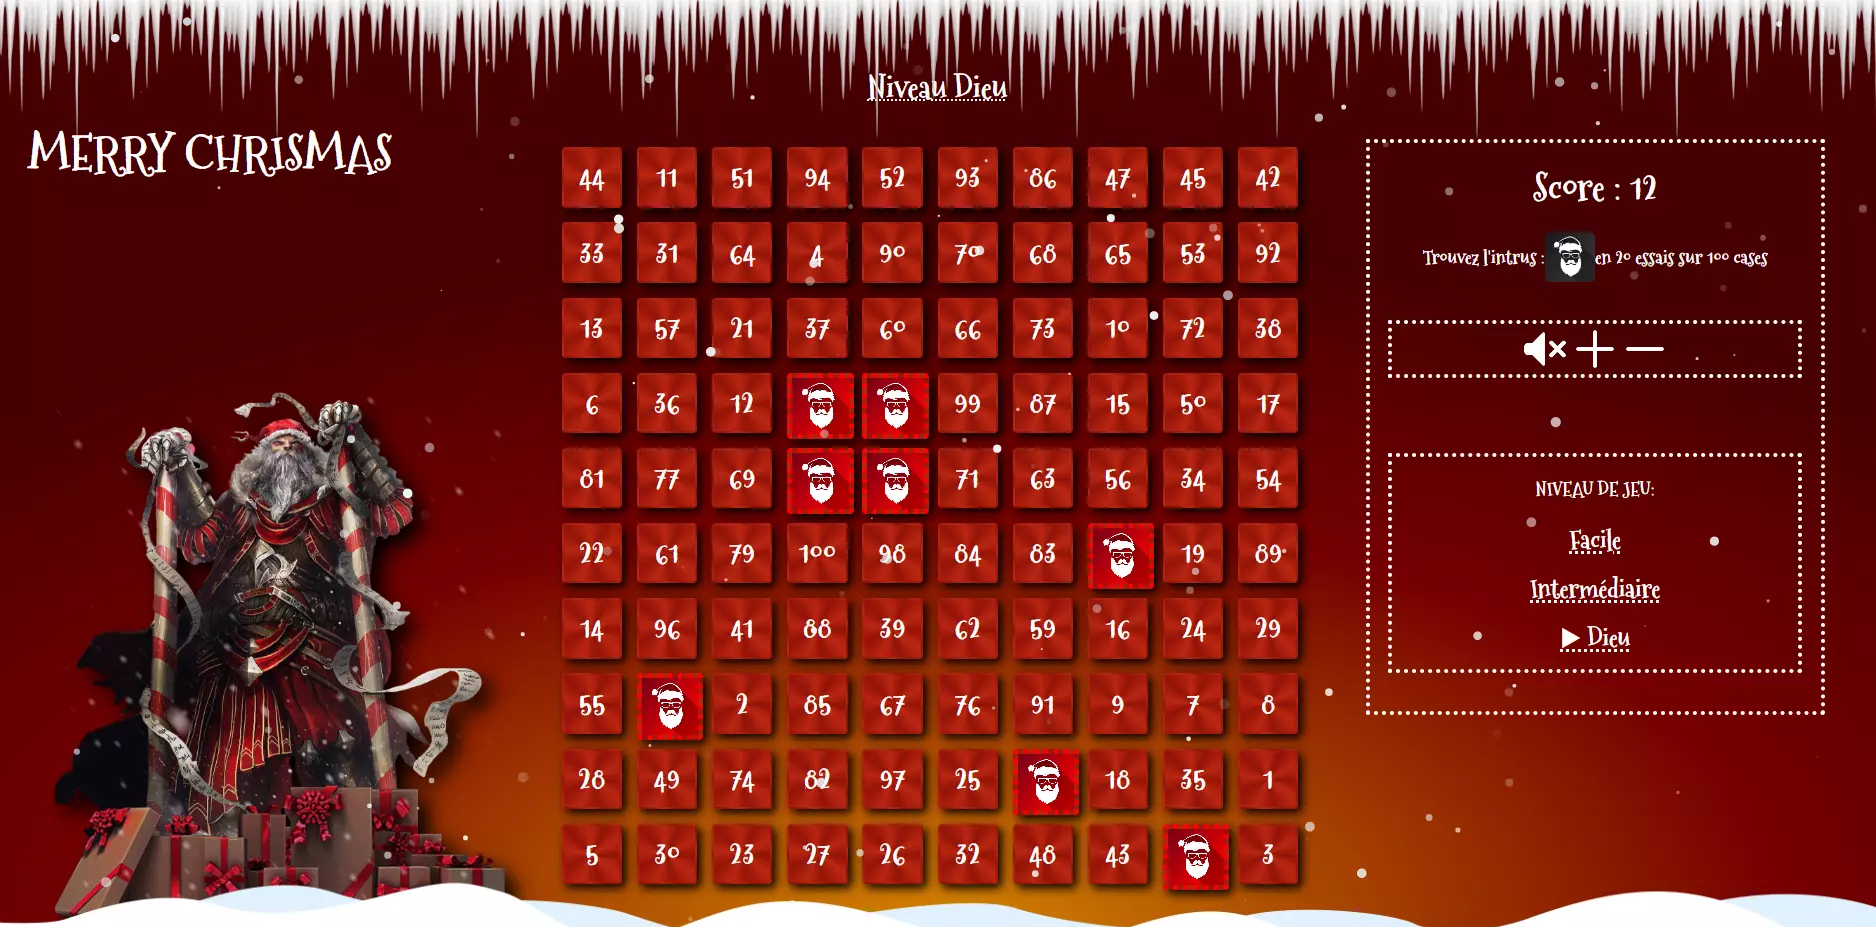 Niveau Dieu
MERRY CHRISMAS
44 11 51 94 52 93 86 47 45 42
33 31 64 4 90 70 68 65 53 92
13 57 21 37 60 66 73 10 72 38
6 36 12 99 87 15 50 17
81 77 69 71 63 56 34 54
22 61 79 100 98 84 83 19 89
14 96 41 88 39 62 59 16 24 29
55 2 85 67 76 91 9 7 8
28 49 74 82 97 25 18 35 1
5 30 23 27 26 32 48 43 3
Score : 12
Trouvez l'intrus : en 20 essais sur 100 cases
NIVEAU DE JEU:
Facile
Intermédiaire
▶ Dieu